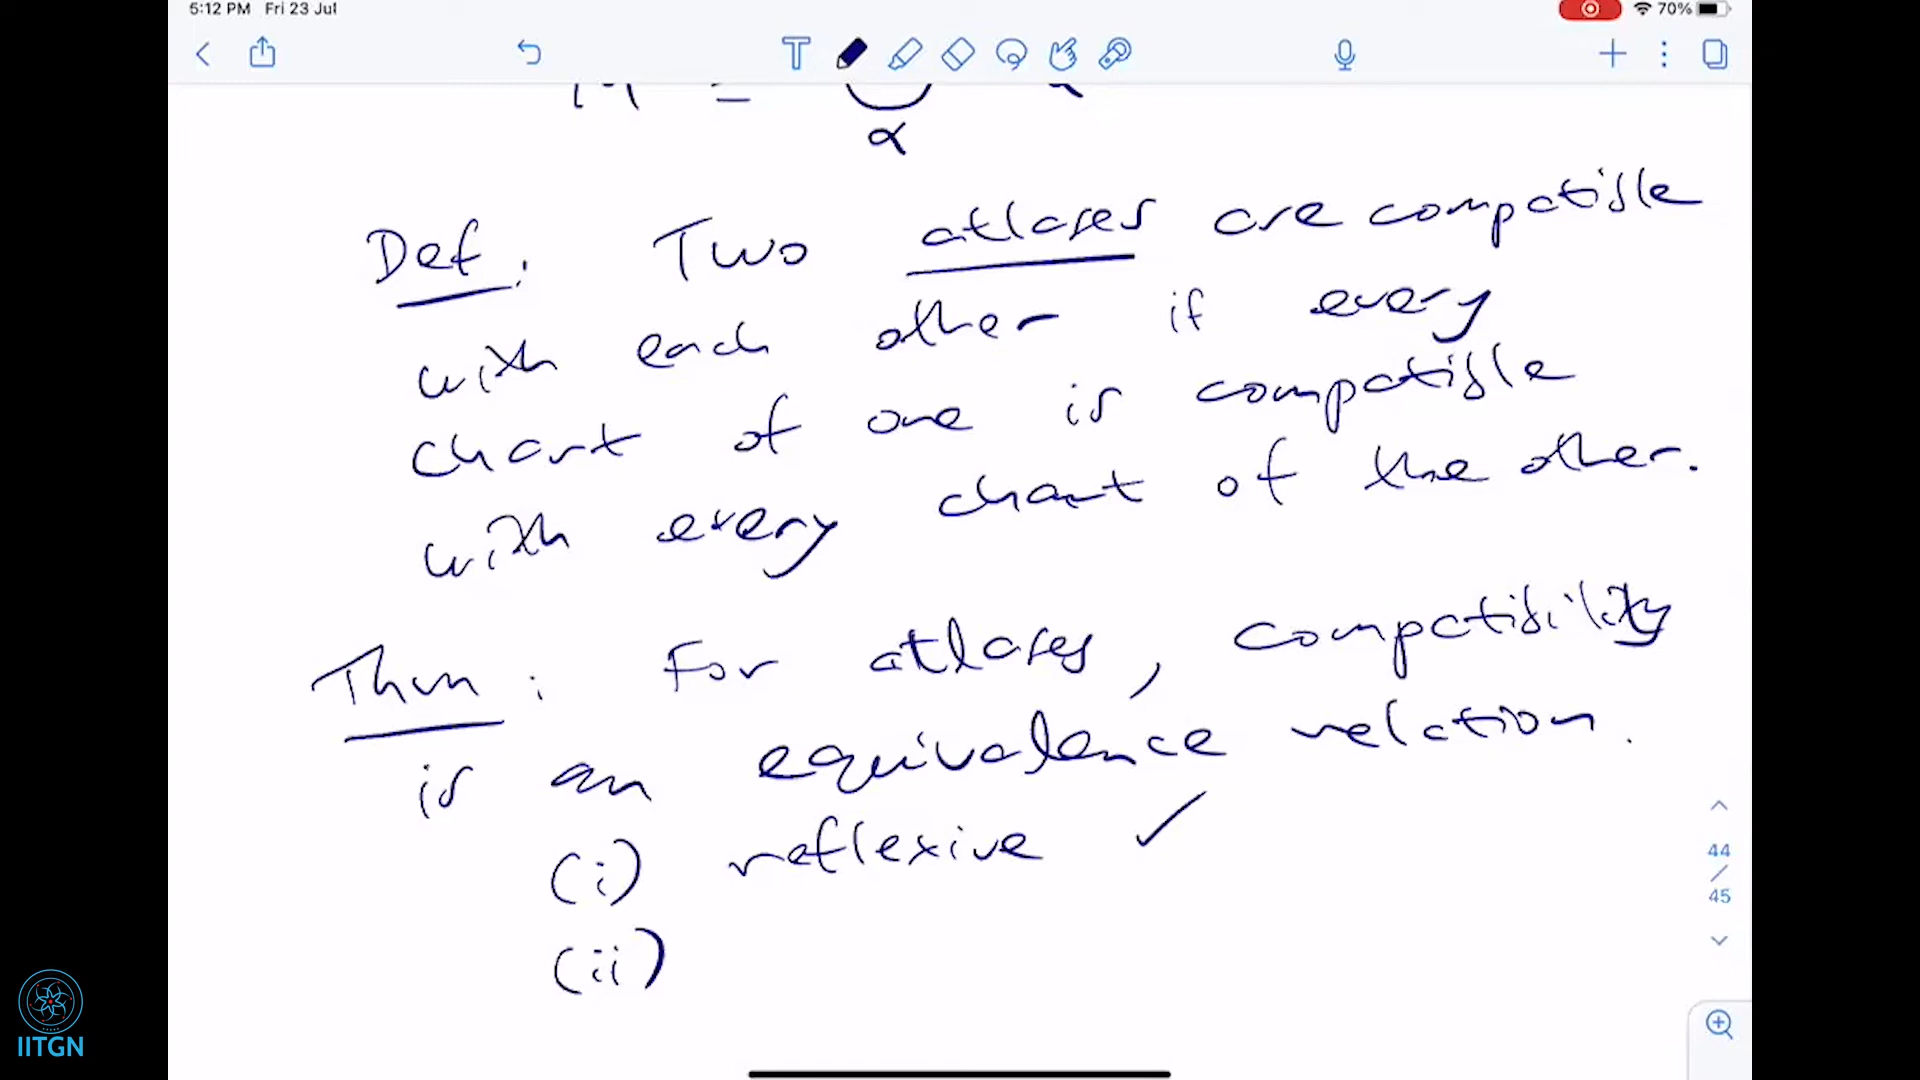 5:12 PM Fri 23 Jul
70%
α
Def: Two atlases are compatible
with each other if every
chart of one is compatible
with every chart of the other.
Thm: For atlases, compatibility
is an equivalence relation.
(i) reflexive ✓
(ii)
44
/
45
IITGN